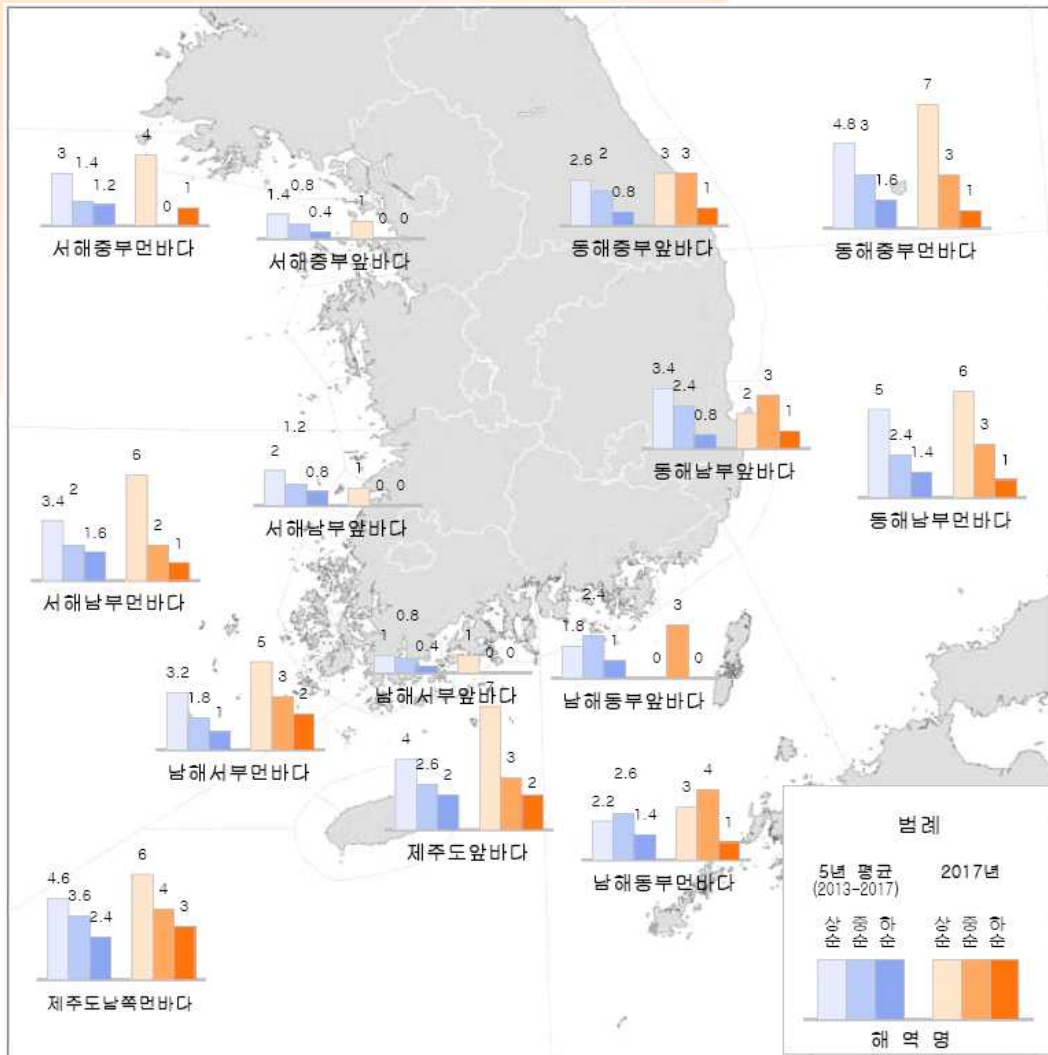 3 1.4 1.2 4 0 1
서해중부먼바다
1.4 0.8 0.4 1 0 0
서해중부앞바다
2.6 2 0.8 3 3 1
동해중부앞바다
4.8 3 1.6 7 3 1
동해중부먼바다
3.4 2.4 0.8 2 3 1
동해남부앞바다
5 2.4 1.4 6 3 1
동해남부먼바다
2 1.2 0.8 1 0 0
서해남부앞바다
3.4 2 1.6 6 2 1
서해남부먼바다
1 0.8 0.4 1 0 0
남해서부앞바다
1.8 2.4 1 0 3 0
남해동부앞바다
3.2 1.8 1 5 3 2
남해서부먼바다
4 2.6 2 7 3 2
제주도앞바다
2.2 2.6 1.4 3 4 1
남해동부먼바다
4.6 3.6 2.4 6 4 3
제주도남쪽먼바다
범례
5년 평균 2017년
(2013-2017)
상순 중순 하순 상순 중순 하순
해 역 명